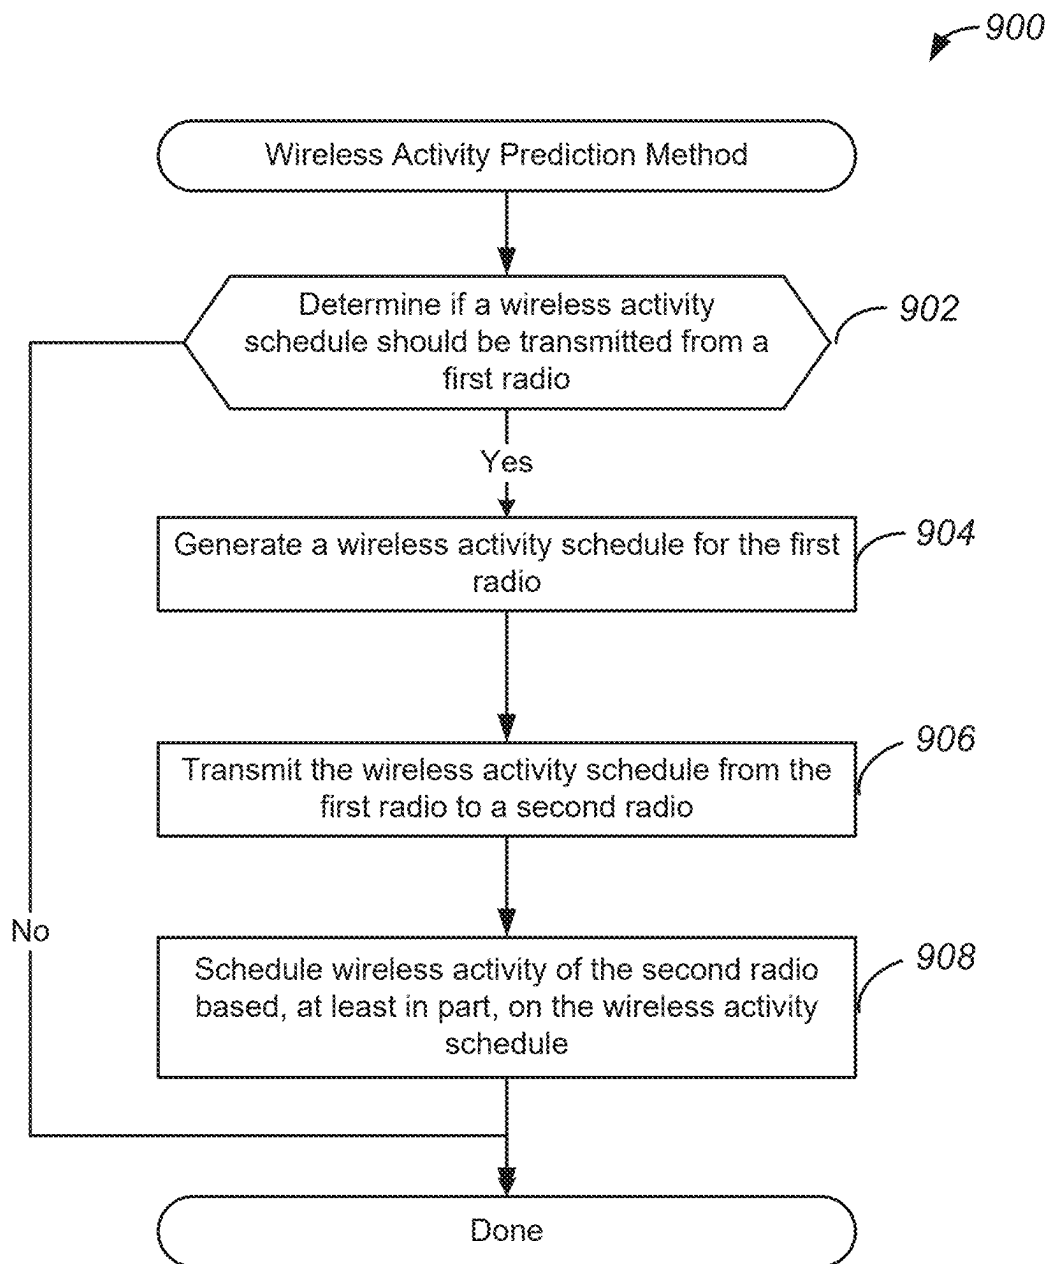 900
Wireless Activity Prediction Method
Determine if a wireless activity
schedule should be transmitted from a
first radio
902
Yes
Generate a wireless activity schedule for the first
radio
904
Transmit the wireless activity schedule from the
first radio to a second radio
906
No
Schedule wireless activity of the second radio
based, at least in part, on the wireless activity
schedule
908
Done